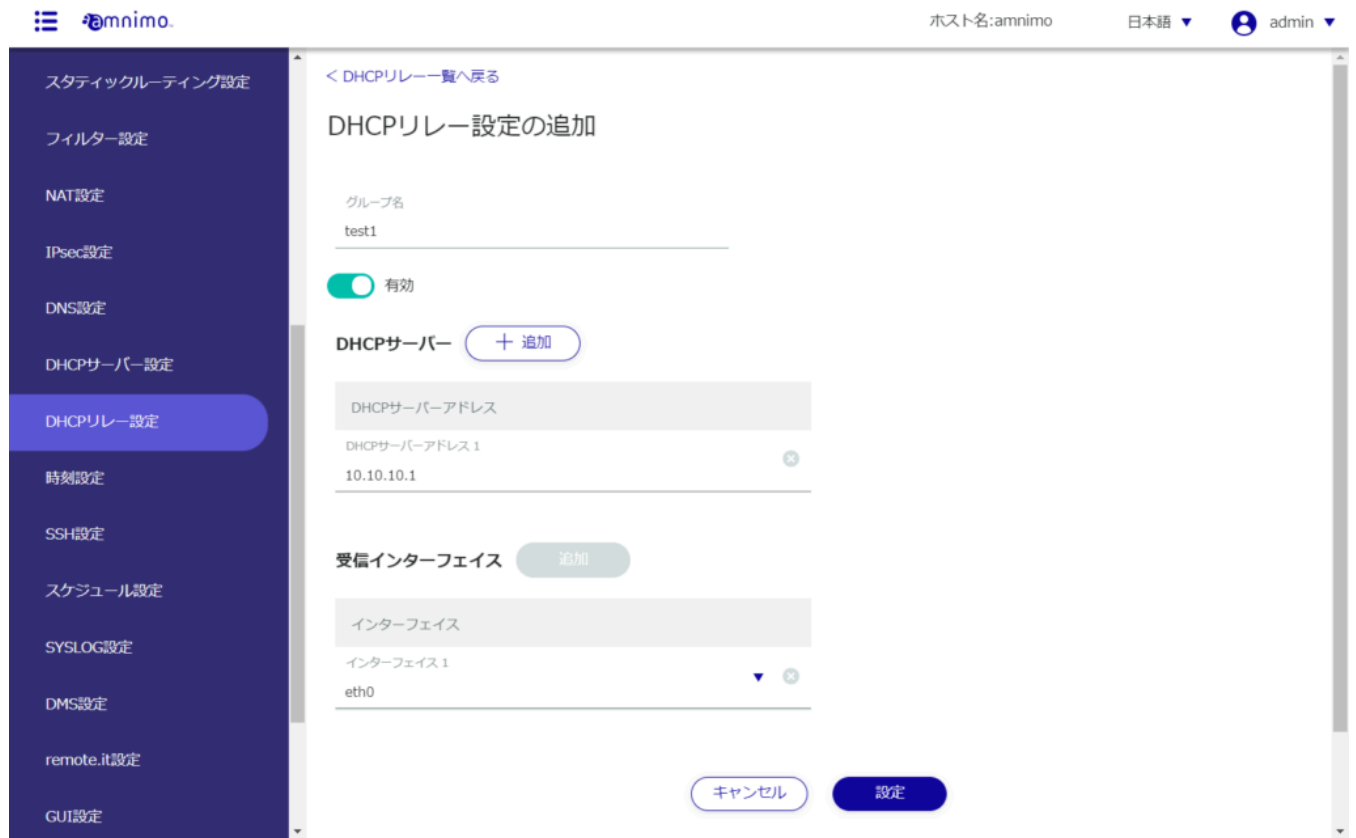 amnimo
ホスト名:amnimo
日本語 ▼
admin ▼
スタティックルーティング設定
フィルター設定
NAT設定
IPsec設定
DNS設定
DHCPサーバー設定
DHCPリレー設定
時刻設定
SSH設定
スケジュール設定
SYSLOG設定
DMS設定
remote.it設定
GUI設定
< DHCPリレー一覧へ戻る
DHCPリレー設定の追加
グループ名
test1
有効
DHCPサーバー
+ 追加
DHCPサーバーアドレス
DHCPサーバーアドレス 1
10.10.10.1
受信インターフェイス
追加
インターフェイス
インターフェイス 1
eth0
キャンセル
設定